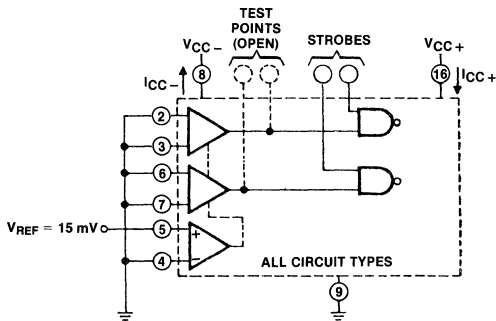 TEST
POINTS
(OPEN)
STROBES
VCC−
VCC+
8
16
ICC−
ICC+
2
3
6
7
VREF = 15 mV
5
+
4
−
ALL CIRCUIT TYPES
9